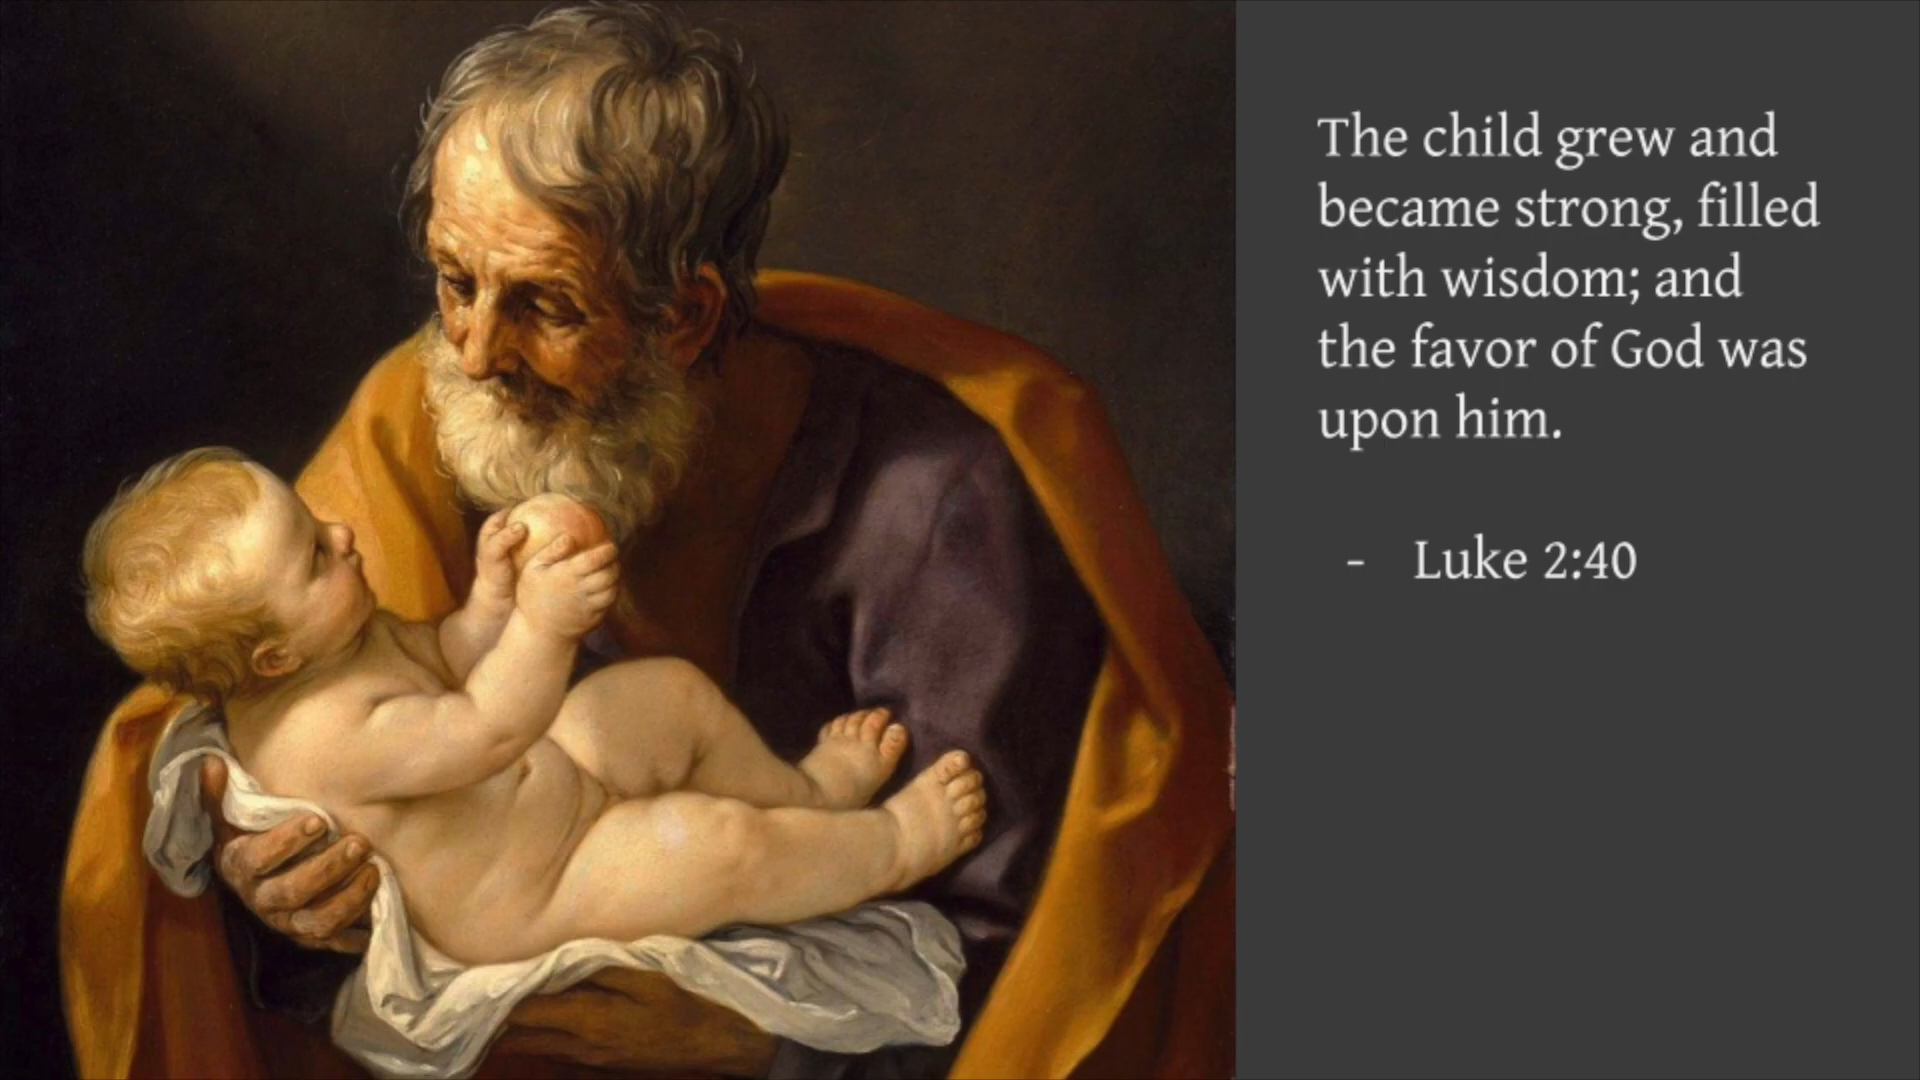 The child grew and
became strong, filled
with wisdom; and
the favor of God was
upon him.
- Luke 2:40